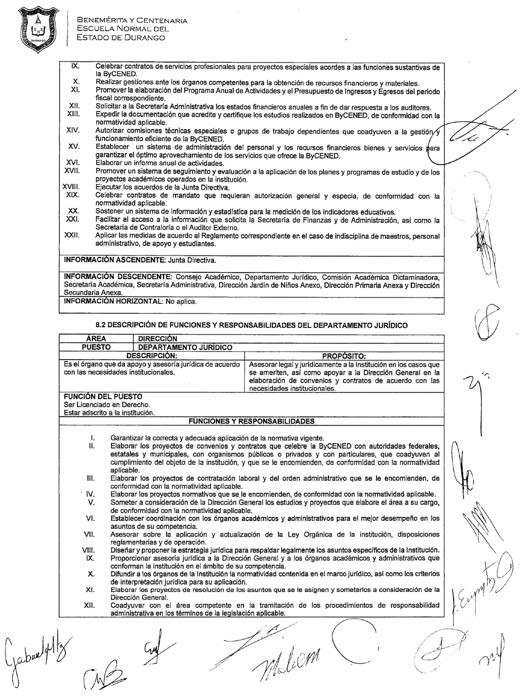 BENEMÉRITA Y CENTENARIA
ESCUELA NORMAL DEL
ESTADO DE DURANGO
IX. Celebrar contratos de servicios profesionales para proyectos especiales acordes a las funciones sustantivas de
la ByCENED.
X. Realizar gestiones ante los órganos competentes para la obtención de recursos financieros y materiales.
XI. Promover la elaboración del Programa Anual de Actividades y el Presupuesto de Ingresos y Egresos del periodo
fiscal correspondiente.
XII. Solicitar a la Secretaría Administrativa los estados financieros anuales a fin de dar respuesta a los auditores.
XIII. Expedir la documentación que acredite y certifique los estudios realizados en ByCENED, de conformidad con la
normatividad aplicable.
XIV. Autorizar comisiones técnicas especiales o grupos de trabajo dependientes que coadyuven a la gestión y
funcionamiento eficiente de la ByCENED.
XV. Establecer un sistema de administración del personal y los recursos financieros bienes y servicios para
garantizar el óptimo aprovechamiento de los servicios que ofrece la ByCENED.
XVI. Elaborar un informe anual de actividades.
XVII. Promover un sistema de seguimiento y evaluación a la aplicación de los planes y programas de estudio y de los
proyectos académicos operados en la institución.
XVIII. Ejecutar los acuerdos de la Junta Directiva.
XIX. Celebrar contratos de mandato que requieran autorización general y especia, de conformidad con la
normatividad aplicable.
XX. Sostener un sistema de información y estadística para la medición de los indicadores educativos.
XXI. Facilitar el acceso a la información que solicite la Secretaría de Finanzas y de Administración, así como la
Secretaría de Contraloría o el Auditor Externo.
XXII. Aplicar las medidas de acuerdo al Reglamento correspondiente en el caso de indisciplina de maestros, personal
administrativo, de apoyo y estudiantes.
INFORMACIÓN ASCENDENTE: Junta Directiva.
INFORMACIÓN DESCENDENTE: Consejo Académico, Departamento Jurídico, Comisión Académica Dictaminadora,
Secretaría Académica, Secretaría Administrativa, Dirección Jardín de Niños Anexo, Dirección Primaria Anexa y Dirección
Secundaria Anexa.
INFORMACIÓN HORIZONTAL: No aplica.
8.2 DESCRIPCIÓN DE FUNCIONES Y RESPONSABILIDADES DEL DEPARTAMENTO JURÍDICO
ÁREA DIRECCIÓN
PUESTO DEPARTAMENTO JURÍDICO
DESCRIPCIÓN: PROPÓSITO:
Es el órgano que da apoyo y asesoría jurídica de acuerdo
con las necesidades institucionales.
Asesorar legal y jurídicamente a la Institución en los casos que
se ameriten, así como apoyar a la Dirección General en la
elaboración de convenios y contratos de acuerdo con las
necesidades institucionales.
FUNCIÓN DEL PUESTO
Ser Licenciado en Derecho.
Estar adscrito a la institución.
FUNCIONES Y RESPONSABILIDADES
I. Garantizar la correcta y adecuada aplicación de la normativa vigente.
II. Elaborar los proyectos de convenios y contratos que celebre la ByCENED con autoridades federales,
estatales y municipales, con organismos públicos o privados y con particulares, que coadyuven al
cumplimiento del objeto de la institución, y que se le encomienden, de conformidad con la normatividad
aplicable.
III. Elaborar los proyectos de contratación laboral y del orden administrativo que se le encomienden, de
conformidad con la normatividad aplicable.
IV. Elaborar los proyectos normativos que se le encomienden, de conformidad con la normatividad aplicable.
V. Someter a consideración de la Dirección General los estudios y proyectos que elabore el área a su cargo,
de conformidad con la normatividad aplicable.
VI. Establecer coordinación con los órganos académicos y administrativos para el mejor desempeño en los
asuntos de su competencia.
VII. Asesorar sobre la aplicación y actualización de la Ley Orgánica de la institución, disposiciones
reglamentarias y de operación.
VIII. Diseñar y proponer la estrategia jurídica para respaldar legalmente los asuntos específicos de la Institución.
IX. Proporcionar asesoría jurídica a la Dirección General y a los órganos académicos y administrativos que
conforman la institución en el ámbito de su competencia.
X. Difundir a los órganos de la Institución la normatividad contenida en el marco jurídico, así como los criterios
de interpretación jurídica para su aplicación.
XI. Elaborar los proyectos de resolución de los asuntos que se le asignen y someterlos a consideración de la
Dirección General.
XII. Coadyuvar con el área competente en la tramitación de los procedimientos de responsabilidad
administrativa en los términos de la legislación aplicable.